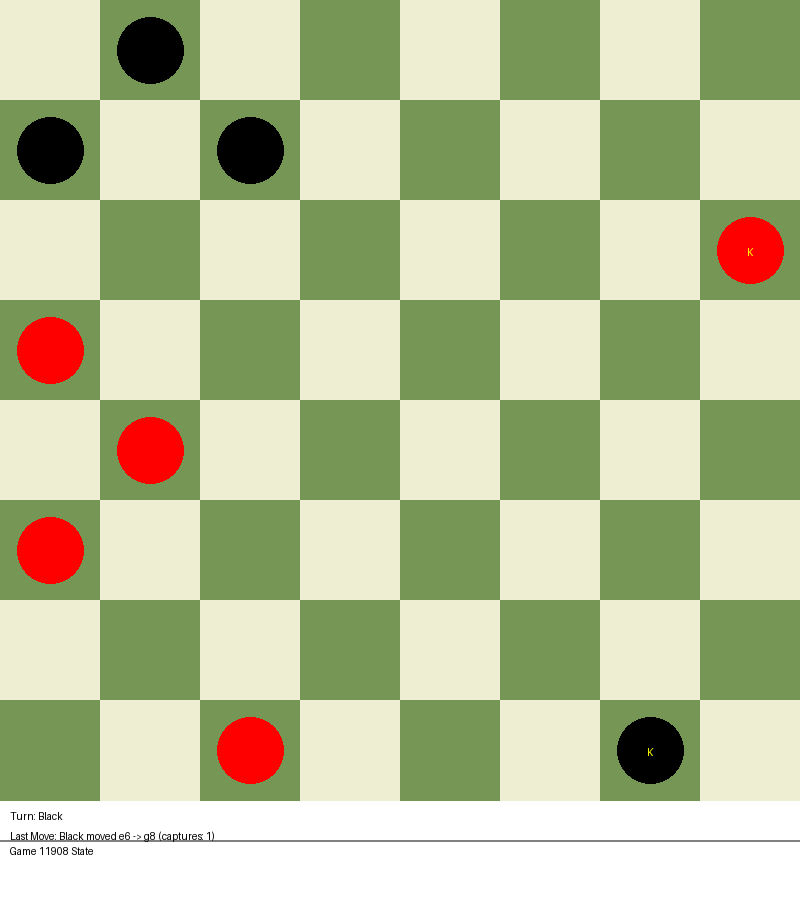 K
K
Turn: Black
Last Move: Black moved e6 -> g8 (captures: 1)
Game 11908 State